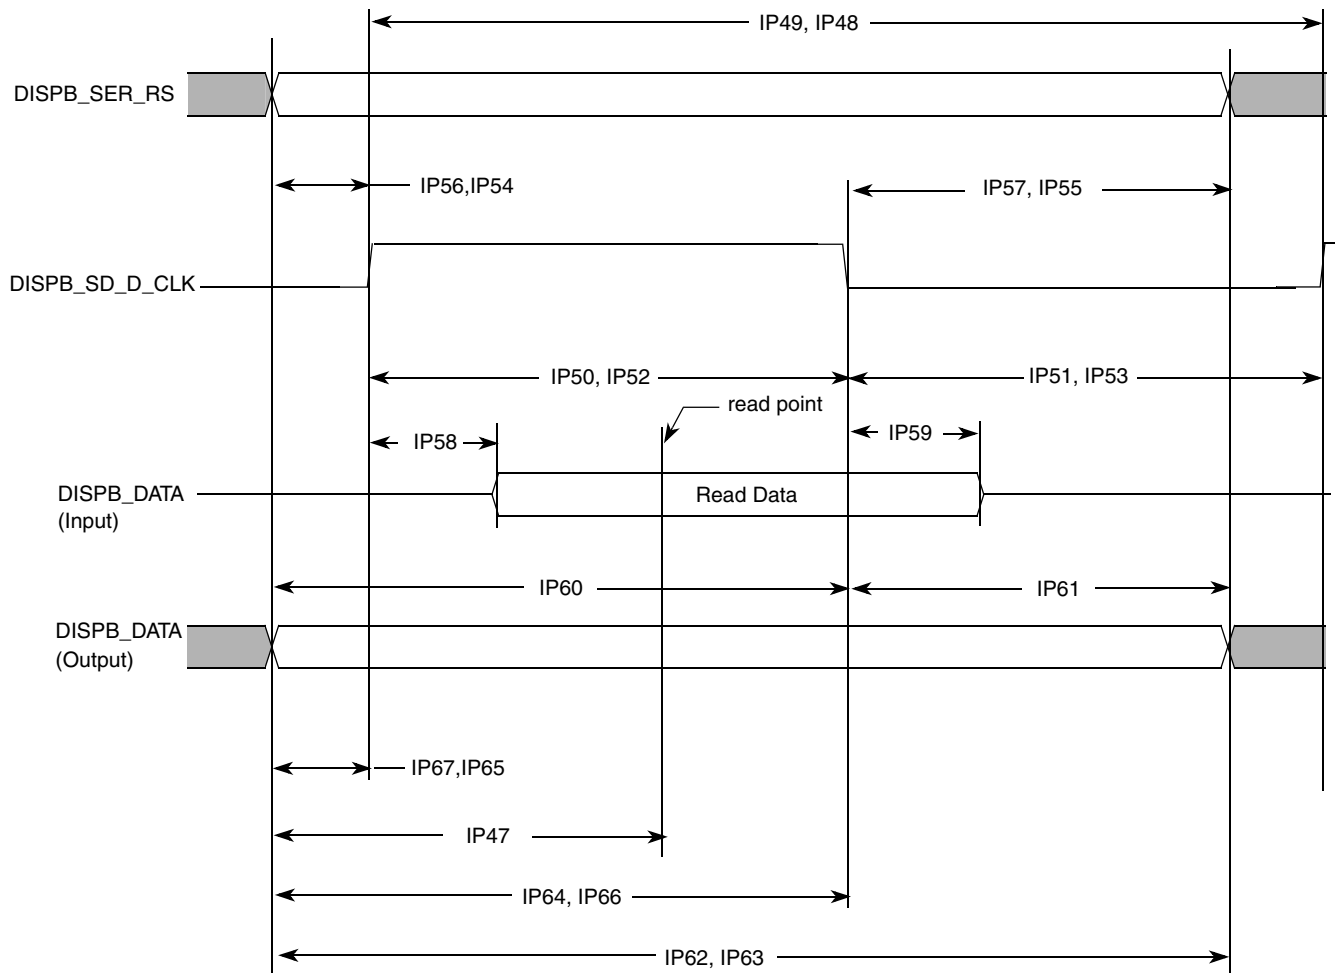 IP49, IP48
DISPB_SER_RS
IP56,IP54
IP57, IP55
DISPB_SD_D_CLK
IP50, IP52
IP51, IP53
read point
IP58
IP59
DISPB_DATA
(Input)
Read Data
IP60
IP61
DISPB_DATA
(Output)
IP67,IP65
IP47
IP64, IP66
IP62, IP63